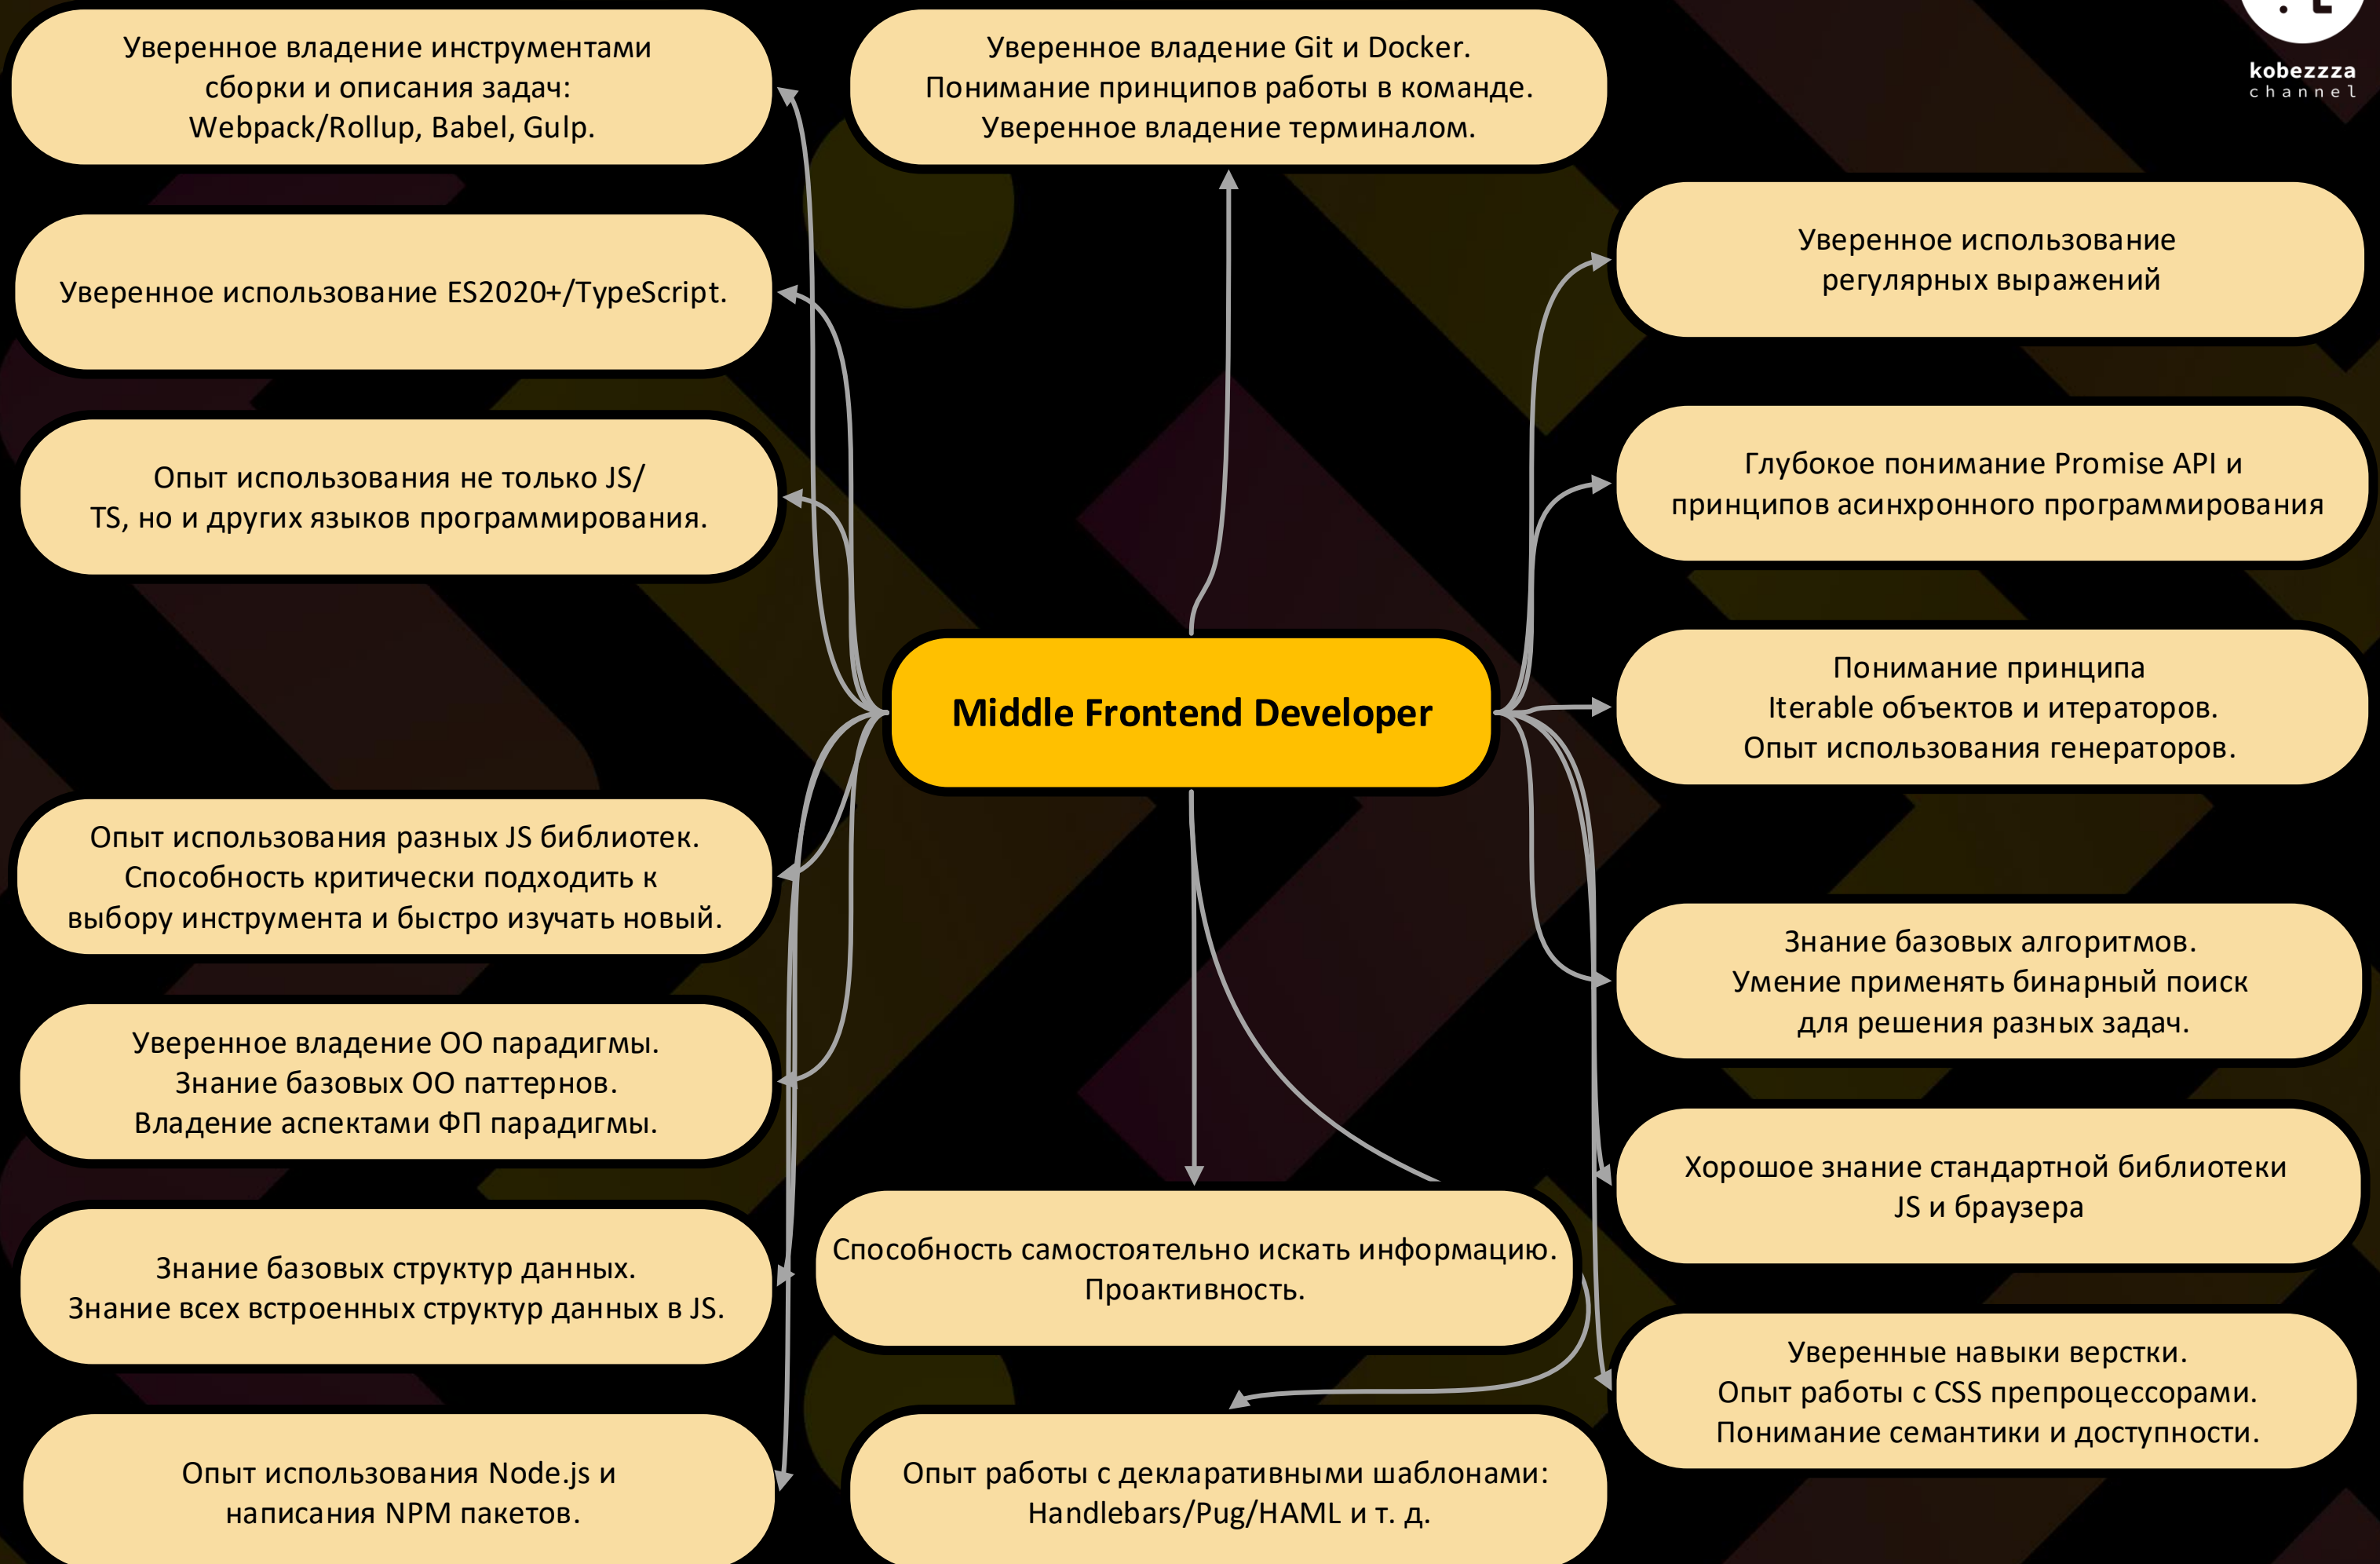 Уверенное владение инструментами
сборки и описания задач:
Webpack/Rollup, Babel, Gulp.
Уверенное владение Git и Docker.
Понимание принципов работы в команде.
Уверенное владение терминалом.
kobezzza
channel
Уверенное использование ES2020+/TypeScript.
Уверенное использование
регулярных выражений
Опыт использования не только JS/
TS, но и других языков программирования.
Глубокое понимание Promise API и
принципов асинхронного программирования
Middle Frontend Developer
Понимание принципа
Iterable объектов и итераторов.
Опыт использования генераторов.
Опыт использования разных JS библиотек.
Способность критически подходить к
выбору инструмента и быстро изучать новый.
Знание базовых алгоритмов.
Умение применять бинарный поиск
для решения разных задач.
Уверенное владение ОО парадигмы.
Знание базовых ОО паттернов.
Владение аспектами ФП парадигмы.
Хорошое знание стандартной библиотеки
JS и браузера
Знание базовых структур данных.
Знание всех встроенных структур данных в JS.
Способность самостоятельно искать информацию.
Проактивность.
Уверенные навыки верстки.
Опыт работы с CSS препроцессорами.
Понимание семантики и доступности.
Опыт использования Node.js и
написания NPM пакетов.
Опыт работы с декларативными шаблонами:
Handlebars/Pug/HAML и т. д.